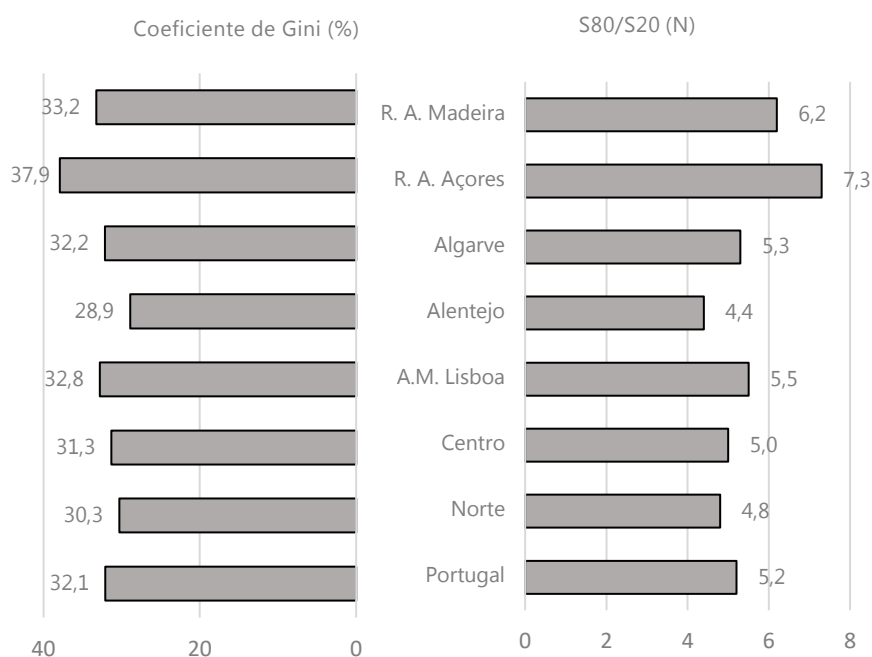 Coeficiente de Gini (%)
S80/S20 (N)
33,2
R. A. Madeira
6,2
37,9
R. A. Açores
7,3
32,2
Algarve
5,3
28,9
Alentejo
4,4
32,8
A.M. Lisboa
5,5
31,3
Centro
5,0
30,3
Norte
4,8
32,1
Portugal
5,2
40 20 0
0 2 4 6 8